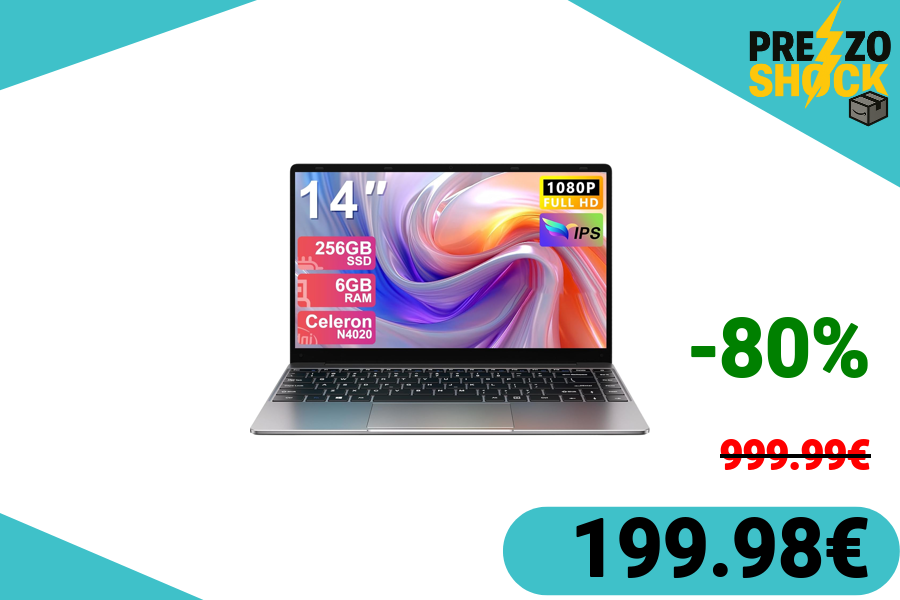 PREZZO
SHOCK
14"
1080P
FULL HD
IPS
256GB
SSD
6GB
RAM
Celeron
N4020
-80%
999.99€
199.98€